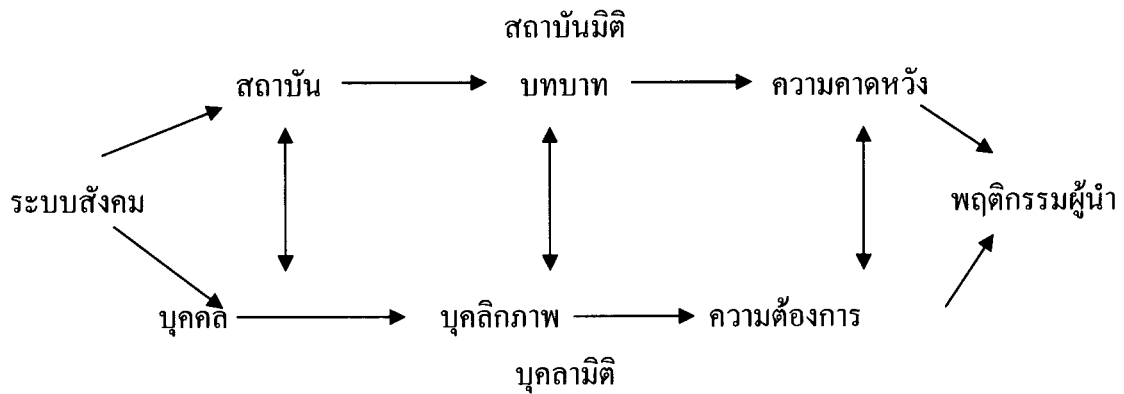 สถาบันมิติ
สถาบัน บทบาท ความคาดหวัง
ระบบสังคม พฤติกรรมผู้นำ
บุคคล บุคลิกภาพ ความต้องการ
บุคลามิติ